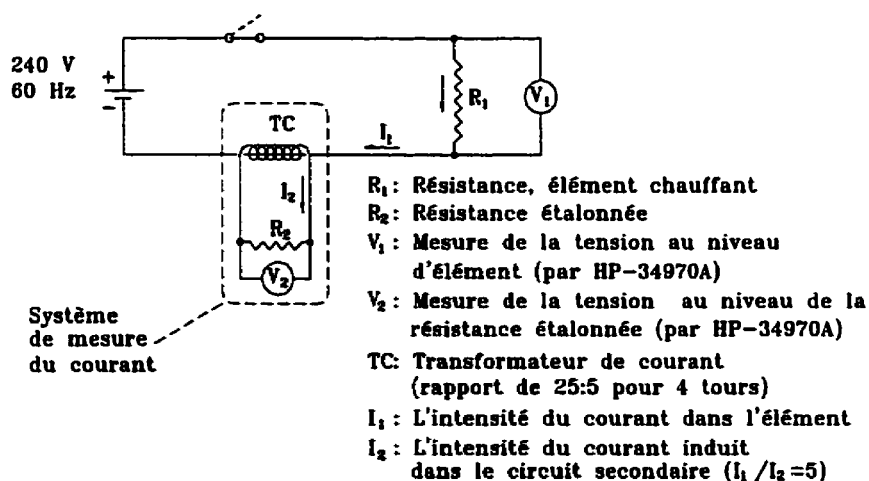 240 V
60 Hz
+
-
TC
I₁
R₁
V₁
I₂
R₂
V₂
Système
de mesure
du courant
R₁: Résistance, élément chauffant
R₂: Résistance étalonnée
V₁ : Mesure de la tension au niveau
d'élément (par HP-34970A)
V₂ : Mesure de la tension au niveau de la
résistance étalonnée (par HP-34970A)
TC: Transformateur de courant
(rapport de 25:5 pour 4 tours)
I₁ : L'intensité du courant dans l'élément
I₂ : L'intensité du courant induit
dans le circuit secondaire (I₁ /I₂ =5)